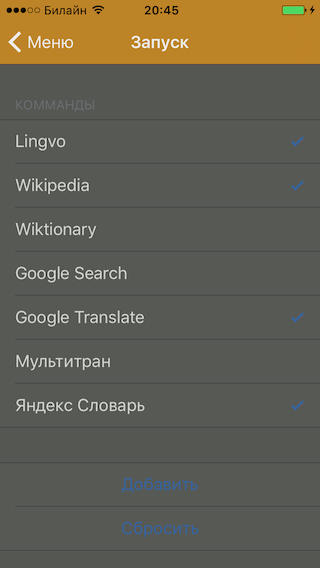 Билайн 20:45
Меню Запуск
КОММАНДЫ
Lingvo
Wikipedia
Wiktionary
Google Search
Google Translate
Мультитран
Яндекс Словарь
Добавить
Сбросить